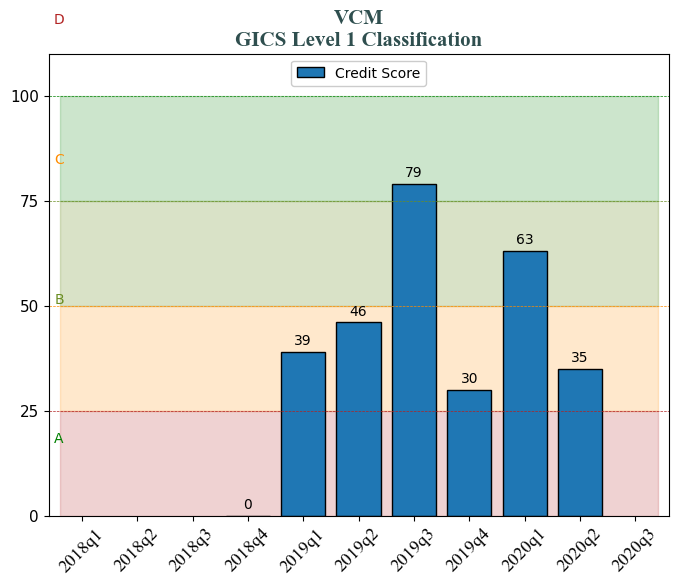 D
VCM
GICS Level 1 Classification
Credit Score
100
C
79
75
63
B
50
46
39
35
30
A
25
0
0
2018q1
2018q2
2018q3
2018q4
2019q1
2019q2
2019q3
2019q4
2020q1
2020q2
2020q3